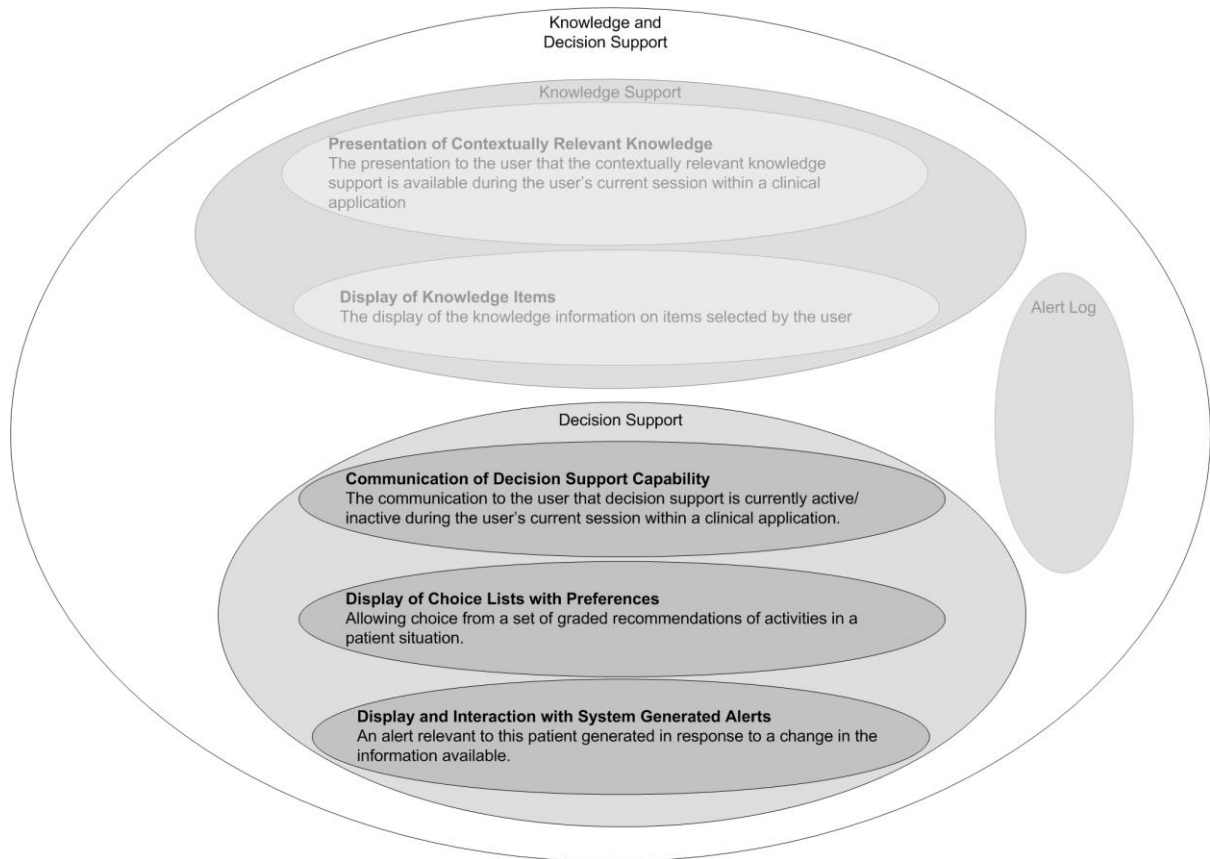 Knowledge and
Decision Support
Knowledge Support
Presentation of Contextually Relevant Knowledge
The presentation to the user that the contextually relevant knowledge
support is available during the user's current session within a clinical
application
Display of Knowledge Items
The display of the knowledge information on items selected by the user
Alert Log
Decision Support
Communication of Decision Support Capability
The communication to the user that decision support is currently active/
inactive during the user's current session within a clinical application.
Display of Choice Lists with Preferences
Allowing choice from a set of graded recommendations of activities in a
patient situation.
Display and Interaction with System Generated Alerts
An alert relevant to this patient generated in response to a change in the
information available.